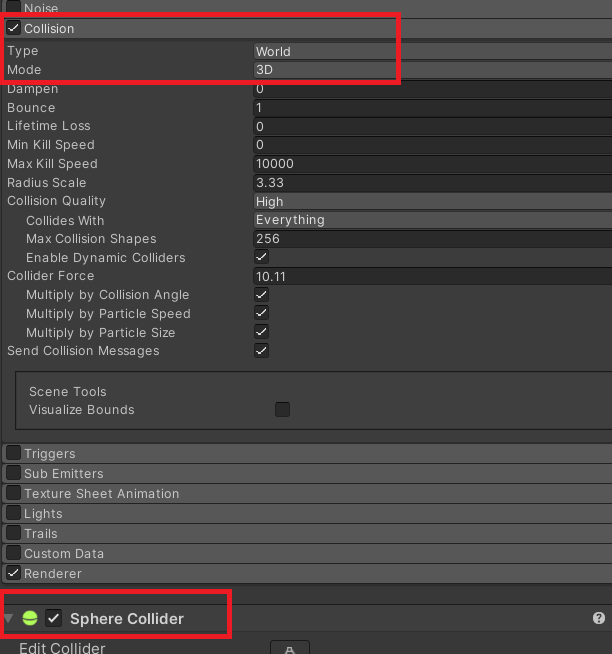 Noise
Collision
Type World
Mode 3D
Dampen 0
Bounce 1
Lifetime Loss 0
Min Kill Speed 0
Max Kill Speed 10000
Radius Scale 3.33
Collision Quality High
Collides With Everything
Max Collision Shapes 256
Enable Dynamic Colliders
Collider Force 10.11
Multiply by Collision Angle
Multiply by Particle Speed
Multiply by Particle Size
Send Collision Messages
Scene Tools
Visualize Bounds
Triggers
Sub Emitters
Texture Sheet Animation
Lights
Trails
Custom Data
Renderer
Sphere Collider ?
Edit Collider